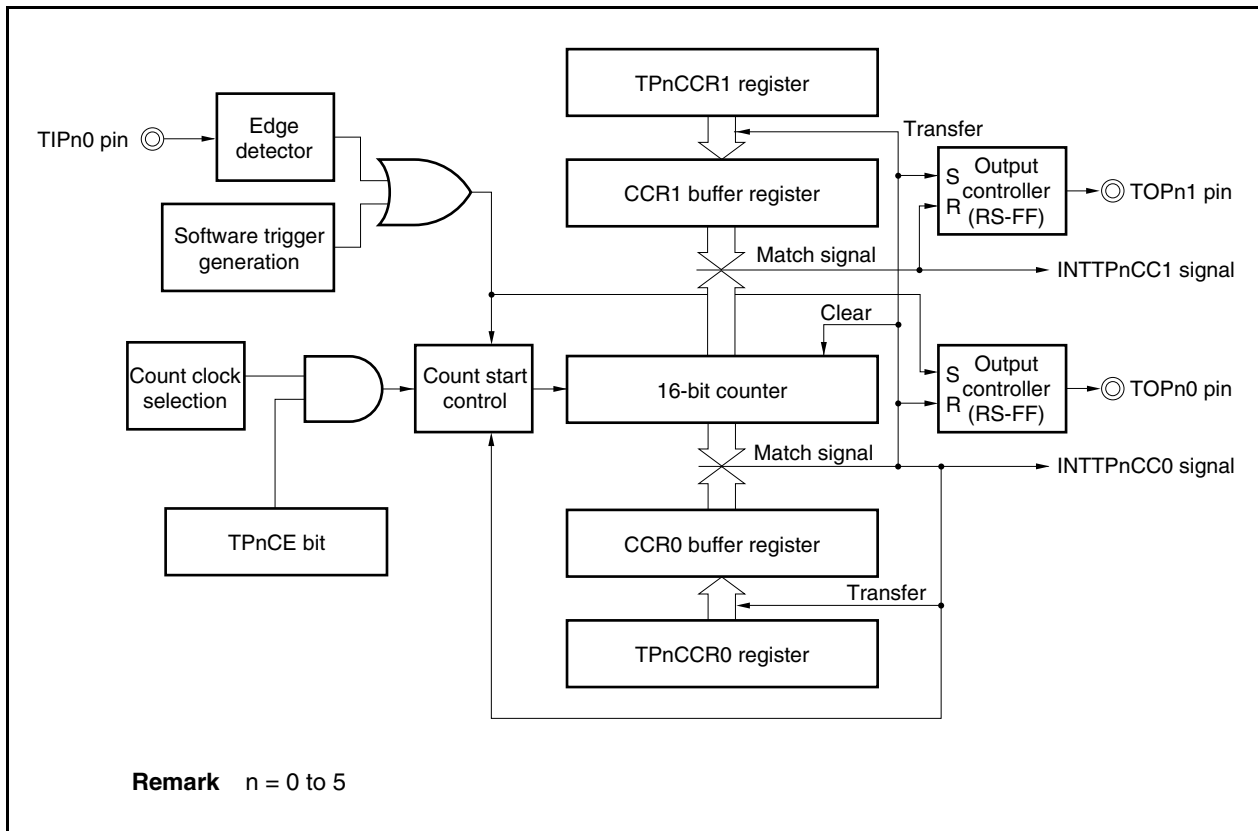 TPnCCR1 register
TIPn0 pin
Edge
detector
Transfer
S
R
Output
controller
(RS-FF)
TOPn1 pin
CCR1 buffer register
Software trigger
generation
Match signal
INTTPnCC1 signal
Clear
Count clock
selection
Count start
control
16-bit counter
S
R
Output
controller
(RS-FF)
TOPn0 pin
Match signal
INTTPnCC0 signal
TPnCE bit
CCR0 buffer register
Transfer
TPnCCR0 register
Remark n = 0 to 5